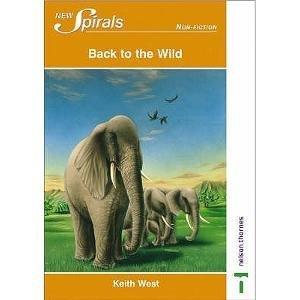 NEW
Spirals
NON-FICTION
Back to the Wild
Keith West
nelson thornes